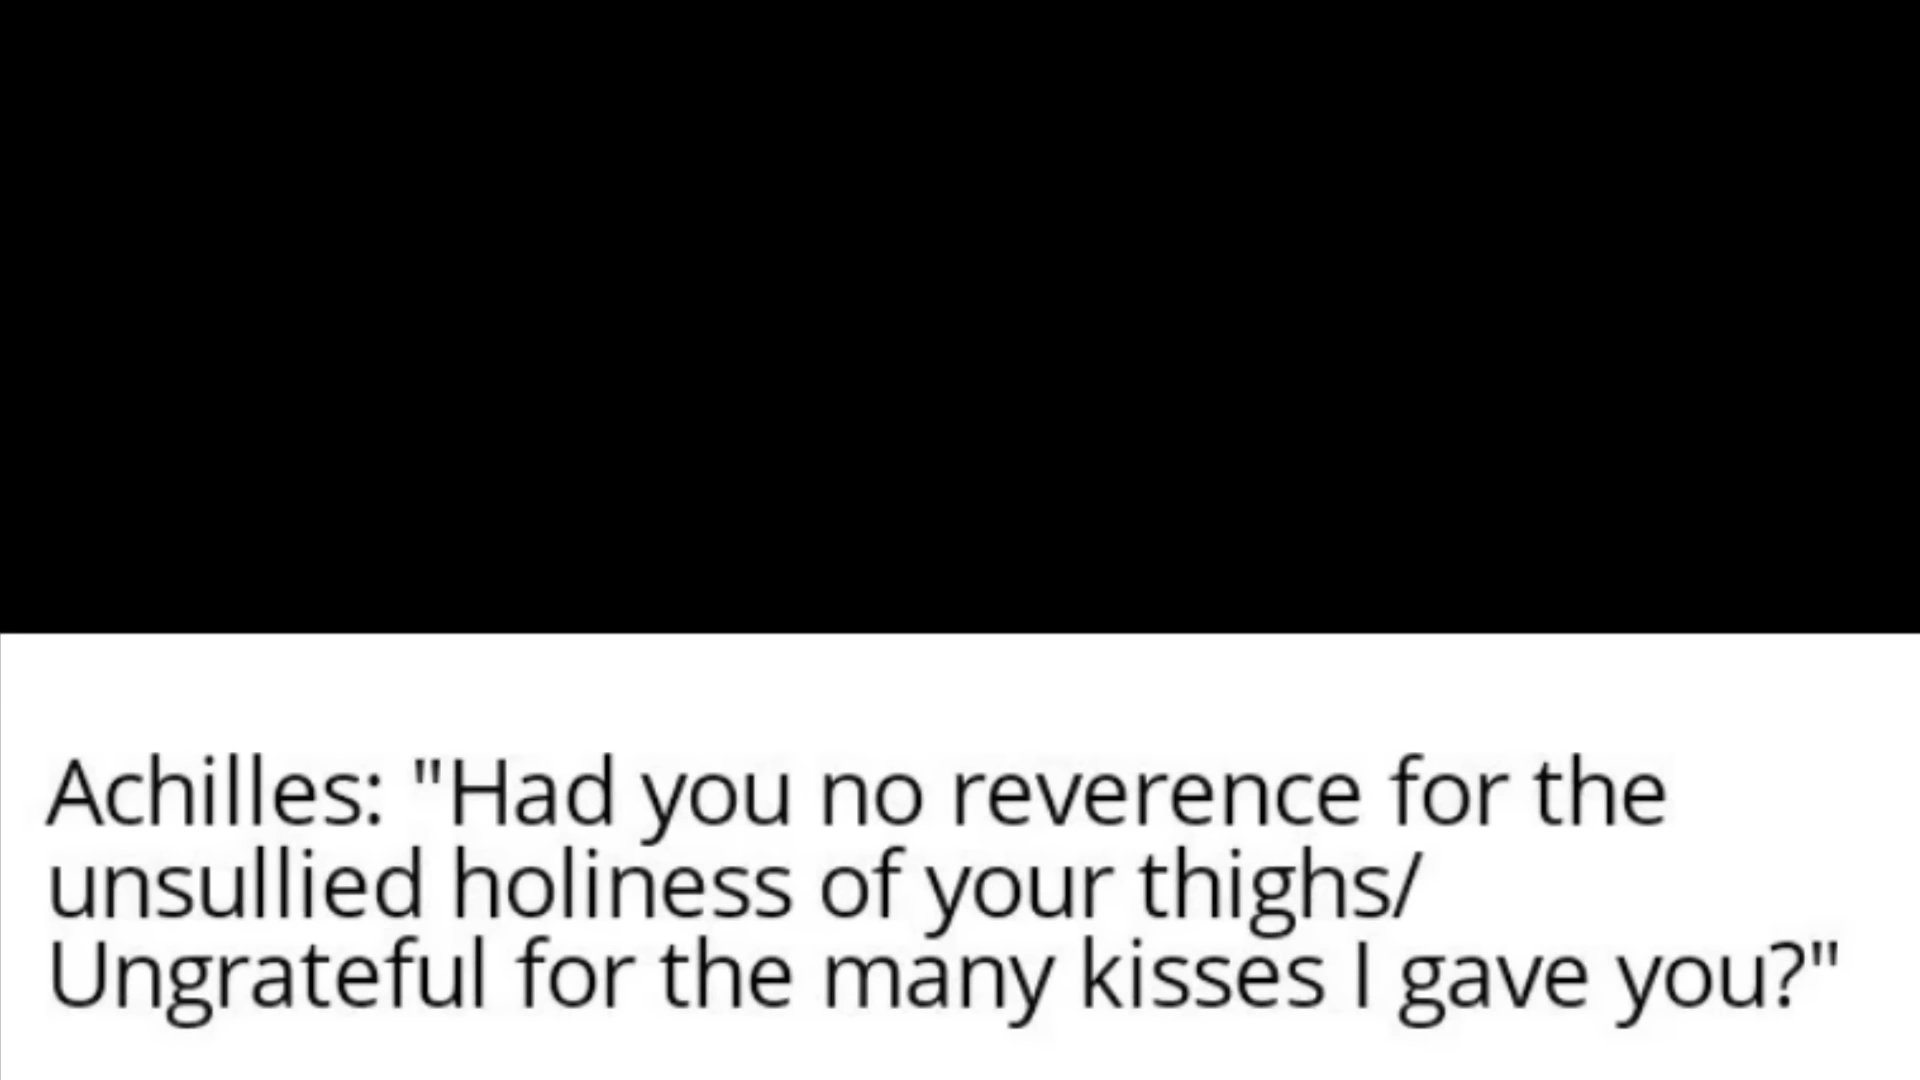 Achilles: "Had you no reverence for the
unsullied holiness of your thighs/
Ungrateful for the many kisses I gave you?"